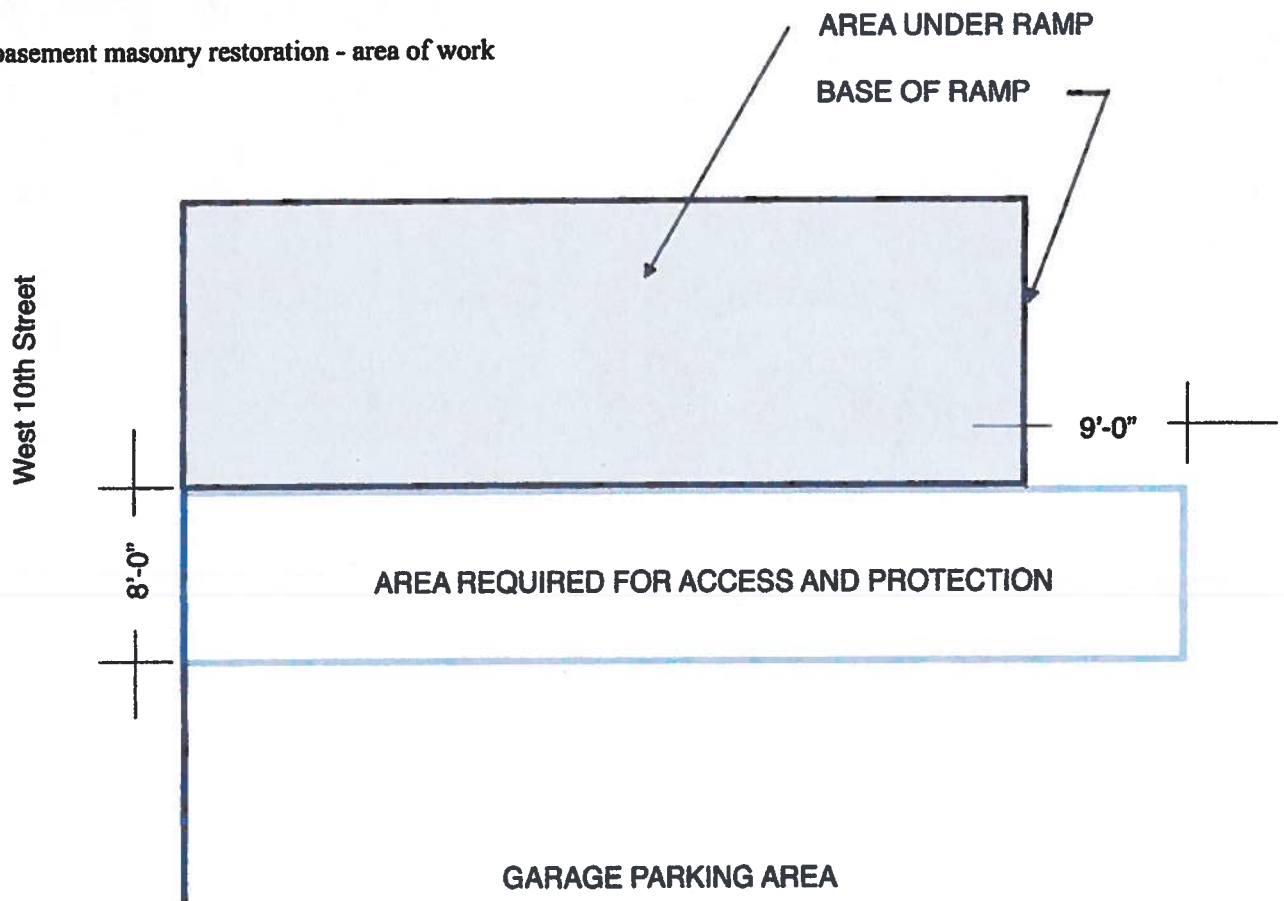 AREA UNDER RAMP
basement masonry restoration - area of work
BASE OF RAMP
West 10th Street
9'-0"
8'-0"
AREA REQUIRED FOR ACCESS AND PROTECTION
GARAGE PARKING AREA